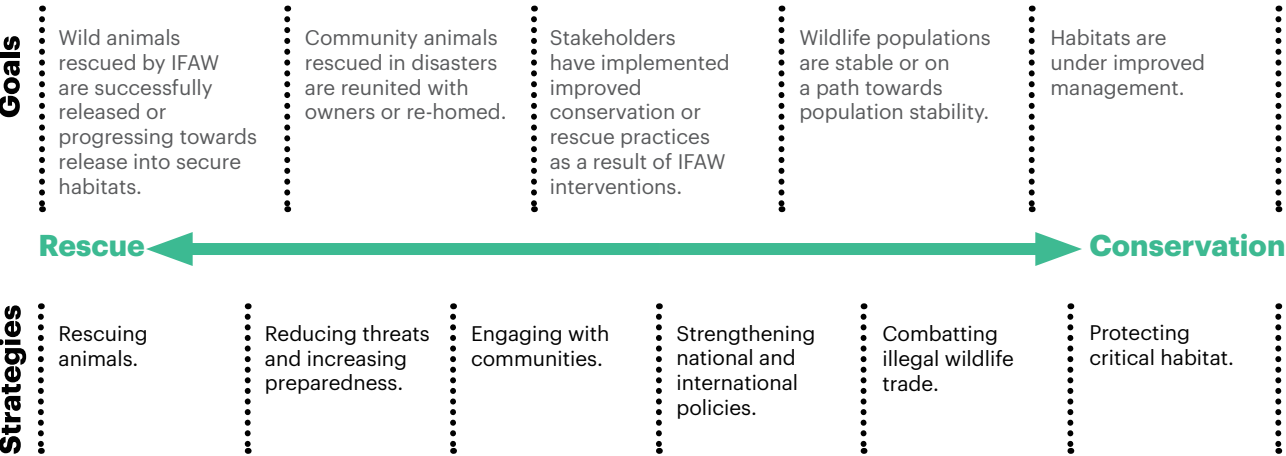 Goals
Wild animals
rescued by IFAW
are successfully
released or
progressing towards
release into secure
habitats.
Community animals
rescued in disasters
are reunited with
owners or re-homed.
Stakeholders
have implemented
improved
conservation or
rescue practices
as a result of IFAW
interventions.
Wildlife populations
are stable or on
a path towards
population stability.
Habitats are
under improved
management.
Rescue
Conservation
Strategies
Rescuing
animals.
Reducing threats
and increasing
preparedness.
Engaging with
communities.
Strengthening
national and
international
policies.
Combatting
illegal wildlife
trade.
Protecting
critical habitat.